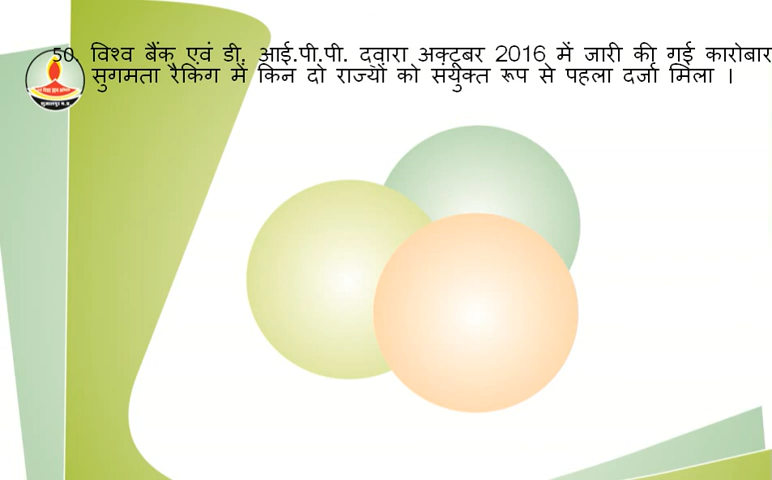 50. विश्व बैंक एवं डी. आई.पी.पी. द्वारा अक्टूबर 2016 में जारी की गई कारोबार
सुगमता रैकिंग में किन दो राज्यों को संयुक्त रूप से पहला दर्जा मिला ।